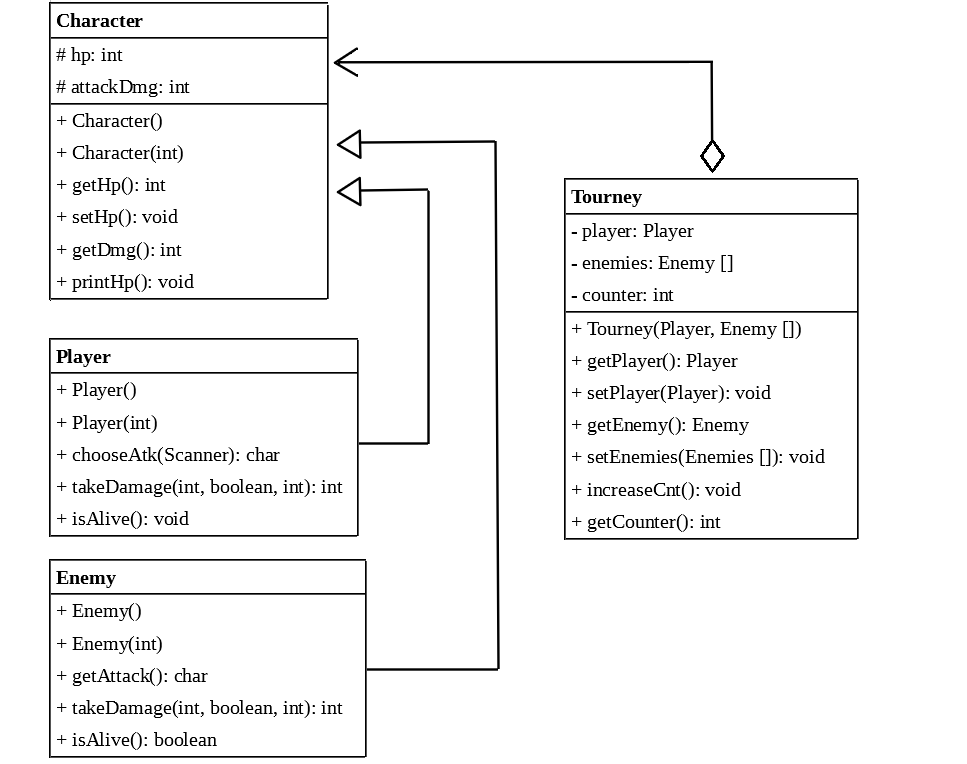 Character
# hp: int
# attackDmg: int
+ Character()
+ Character(int)
+ getHp(): int
+ setHp(): void
+ getDmg(): int
+ printHp(): void
Player
+ Player()
+ Player(int)
+ chooseAtk(Scanner): char
+ takeDamage(int, boolean, int): int
+ isAlive(): void
Enemy
+ Enemy()
+ Enemy(int)
+ getAttack(): char
+ takeDamage(int, boolean, int): int
+ isAlive(): boolean
Tourney
- player: Player
- enemies: Enemy []
- counter: int
+ Tourney(Player, Enemy [])
+ getPlayer(): Player
+ setPlayer(Player): void
+ getEnemy(): Enemy
+ setEnemies(Enemies []): void
+ increaseCnt(): void
+ getCounter(): int